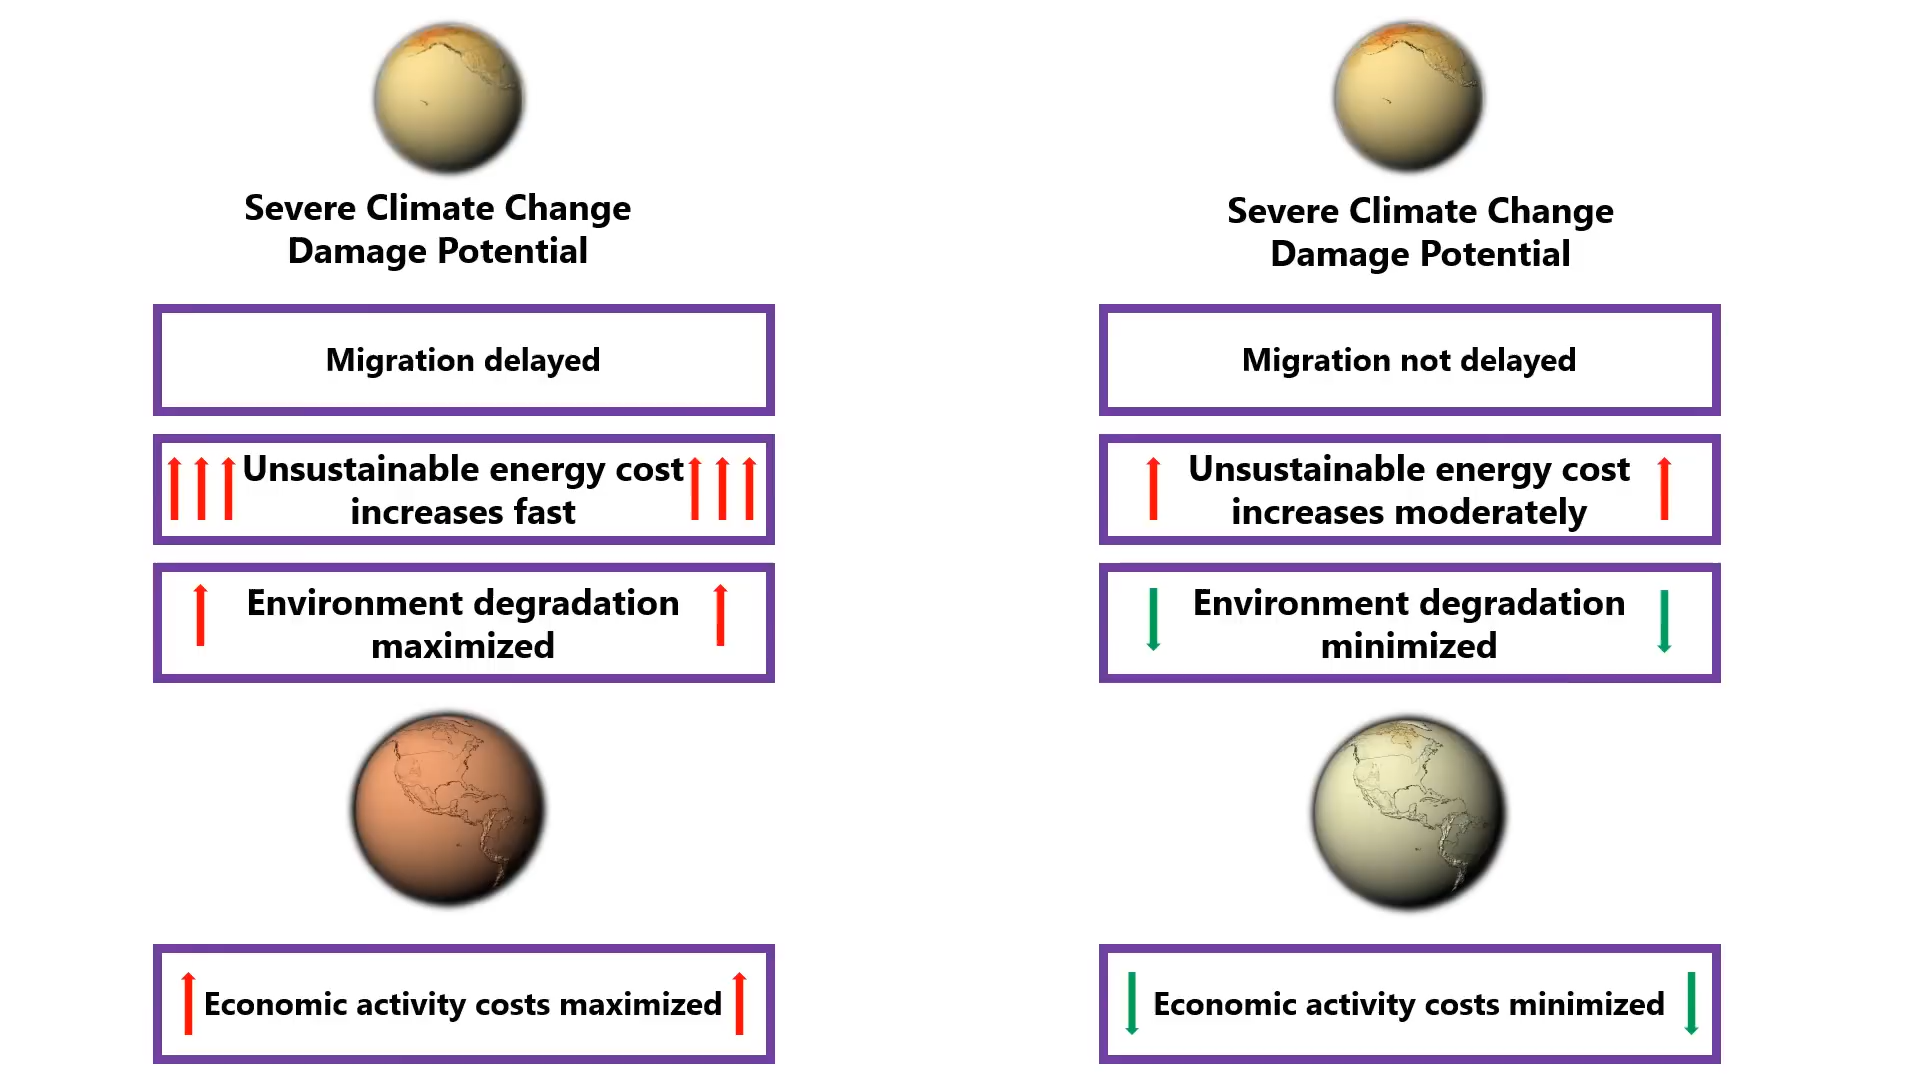 Severe Climate Change
Damage Potential
Migration delayed
Unsustainable energy cost
increases fast
Environment degradation
maximized
Economic activity costs maximized
Severe Climate Change
Damage Potential
Migration not delayed
Unsustainable energy cost
increases moderately
Environment degradation
minimized
Economic activity costs minimized